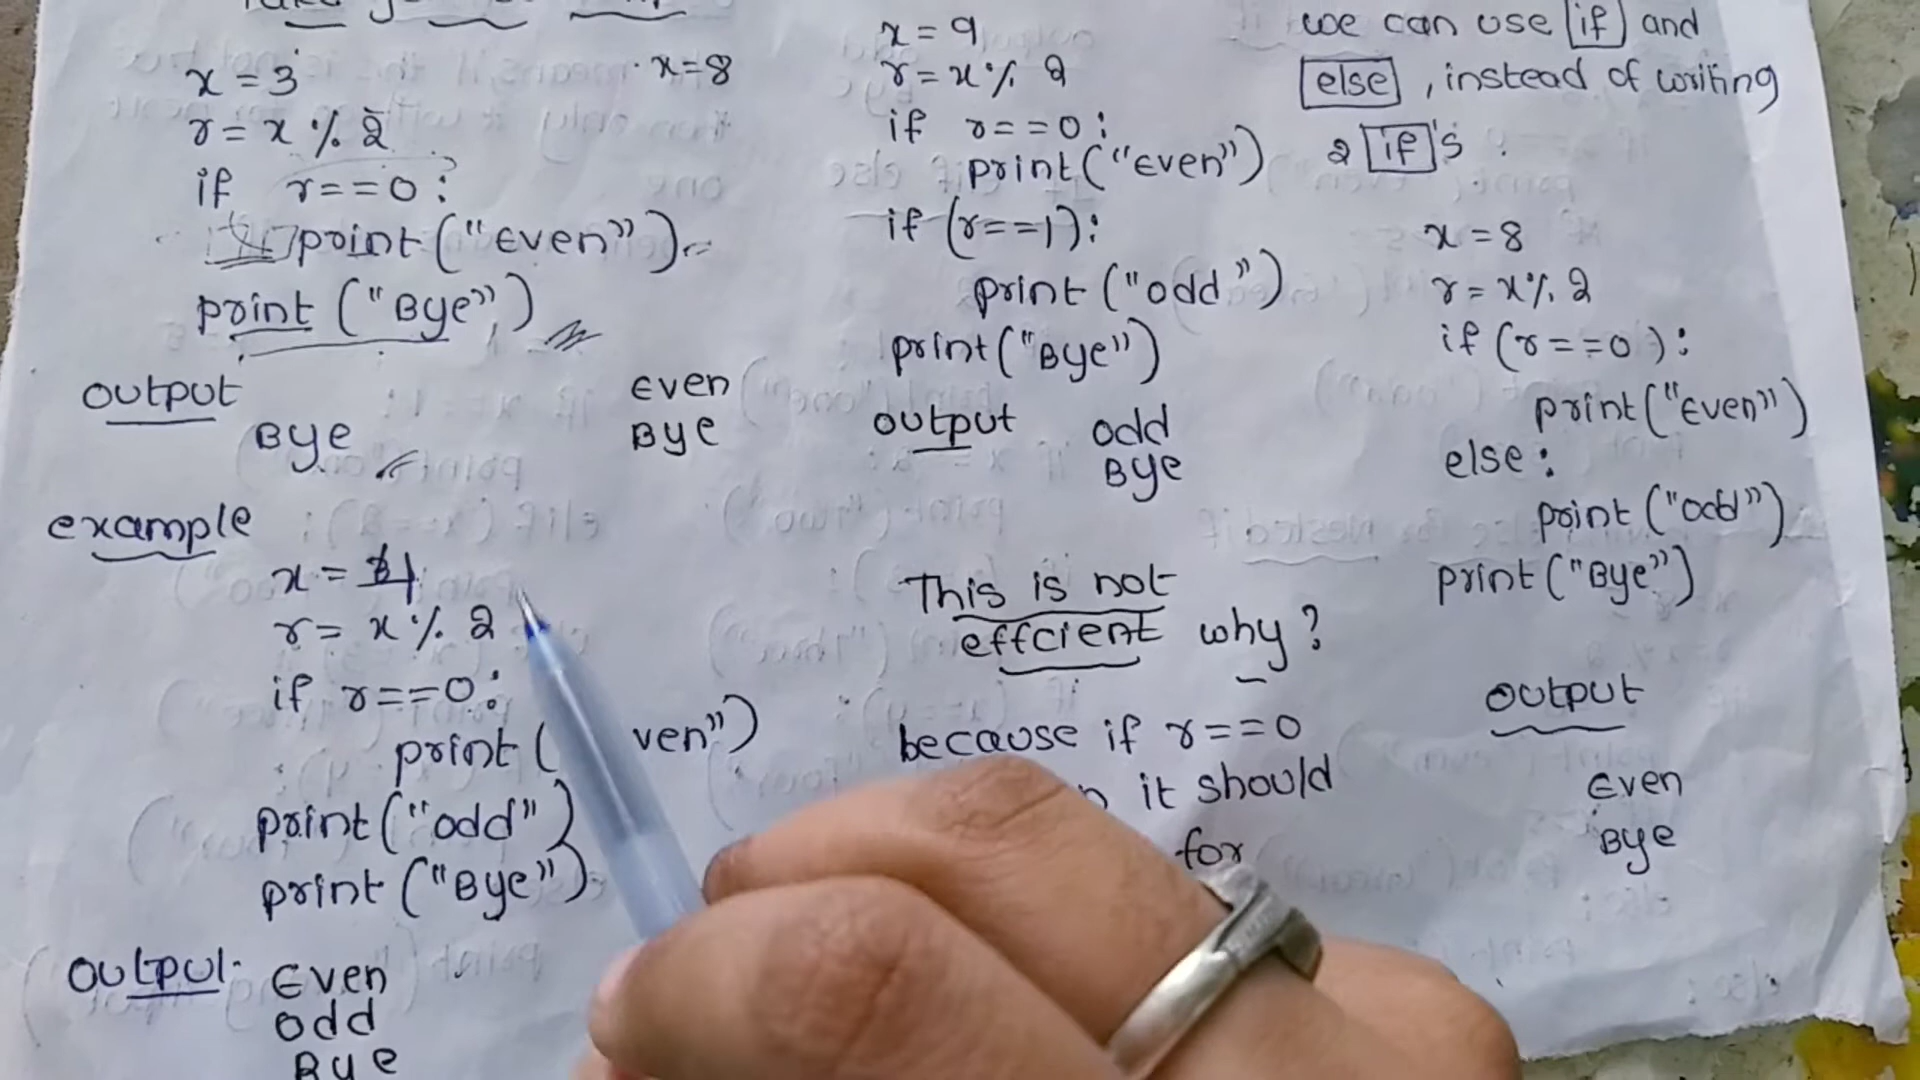 x = 3
r = x % 2
if r==0:
print("Even")
print ("Bye")
output
Bye
x=8
Even
Bye
example
x = 4
r= x % 2
if r==0:
print( ven")
print("odd")
print ("Bye")
output
Even
odd
Bye
x = 9
r=x% 2
if r==0:
print("Even")
if (r==1):
print ("odd")
print("Bye")
output odd
Bye
This is not
effcient why?
because if r==0
it should
for
we can use if and
else, instead of writing
2 if's.
x = 8
r = x% 2
if (r==0):
print("Even")
else:
print ("odd")
print("Bye")
output
Even
Bye